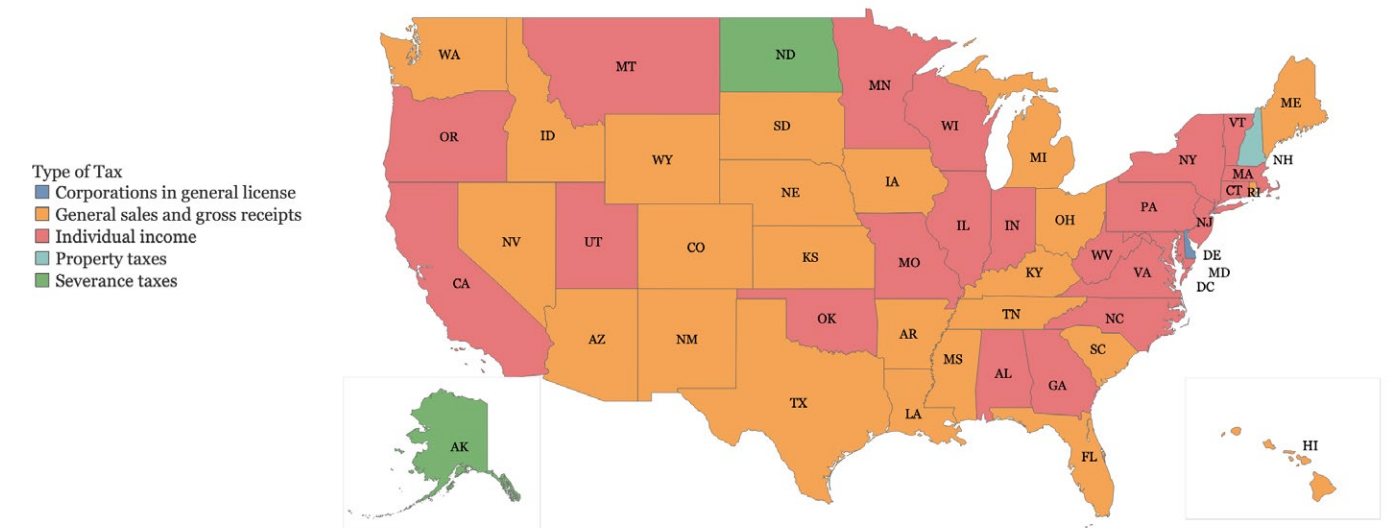 Type of Tax
Corporations in general license
General sales and gross receipts
Individual income
Property taxes
Severance taxes
WA
MT
ND
MN
OR
ID
SD
WI
WY
MI
ME
VT
NH
NY
MA
CT
RI
NV
UT
CO
NE
IA
IL
IN
OH
PA
NJ
CA
KS
MO
KY
WV
VA
DE
MD
DC
AZ
NM
OK
AR
TN
NC
SC
TX
LA
MS
AL
GA
FL
AK
HI